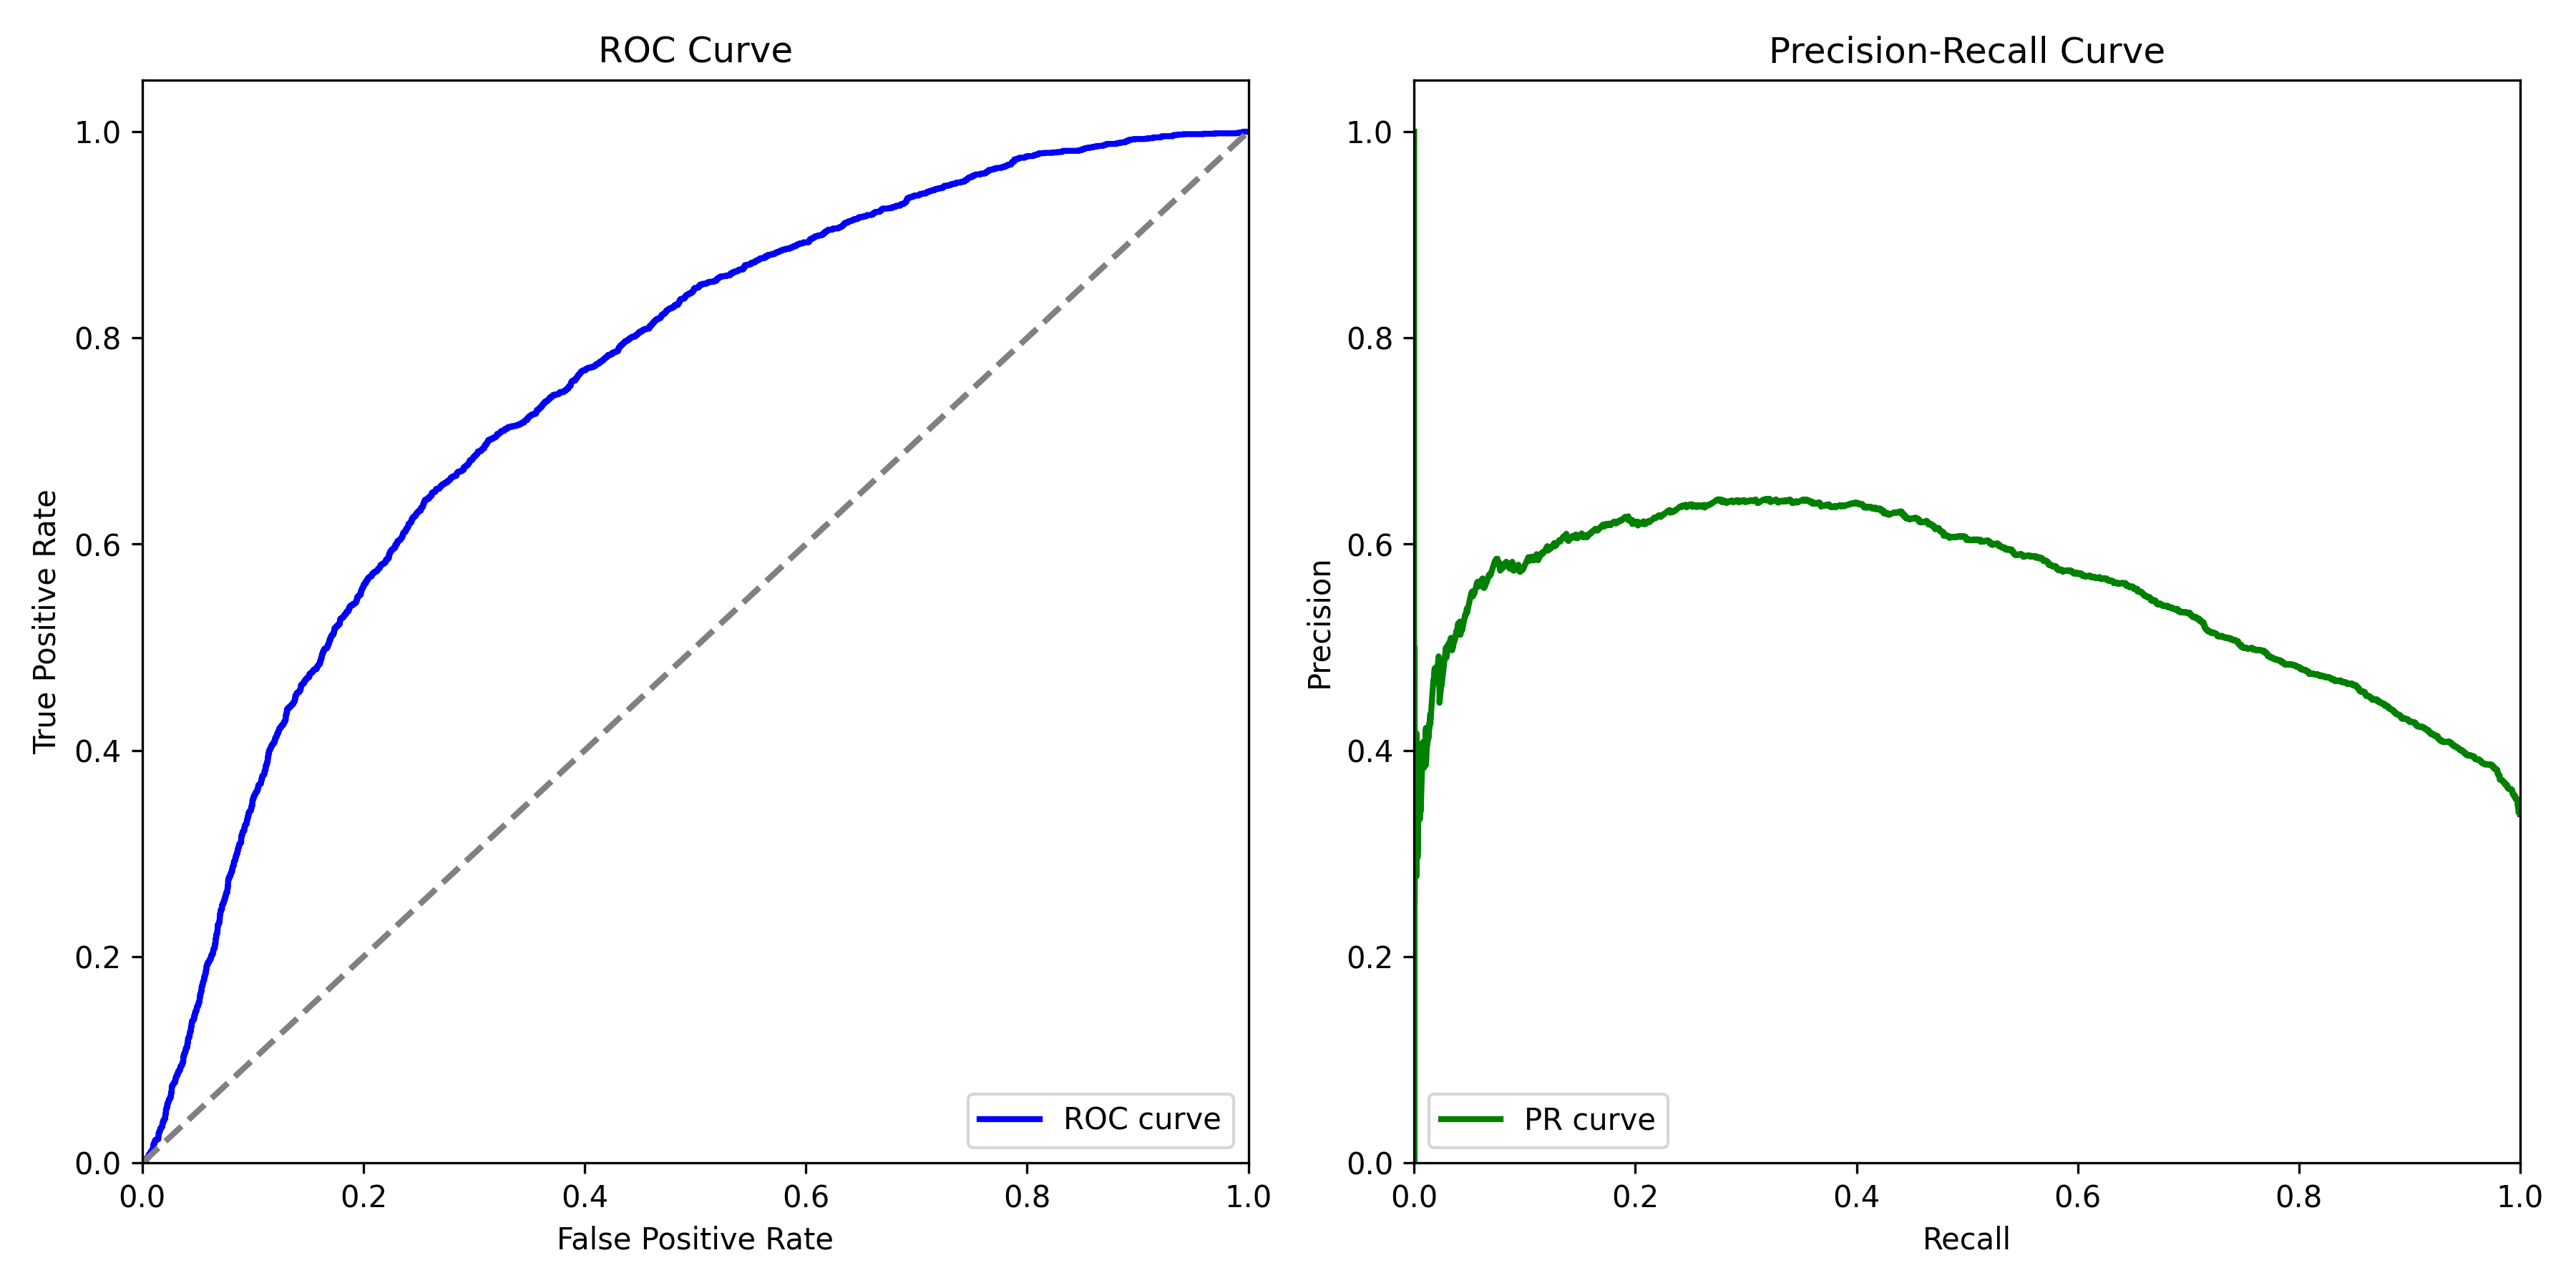 ROC Curve
1.0
0.8
0.6
0.4
0.2
0.0
True Positive Rate
0.0 0.2 0.4 0.6 0.8 1.0
False Positive Rate
ROC curve
Precision-Recall Curve
1.0
0.8
0.6
0.4
0.2
0.0
Precision
0.0 0.2 0.4 0.6 0.8 1.0
Recall
PR curve